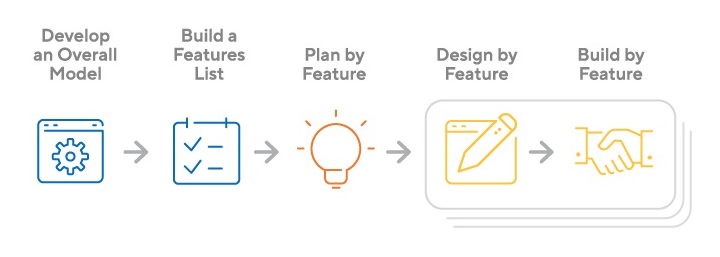 Develop
an Overall
Model
Build a
Features
List
Plan by
Feature
Design by
Feature
Build by
Feature